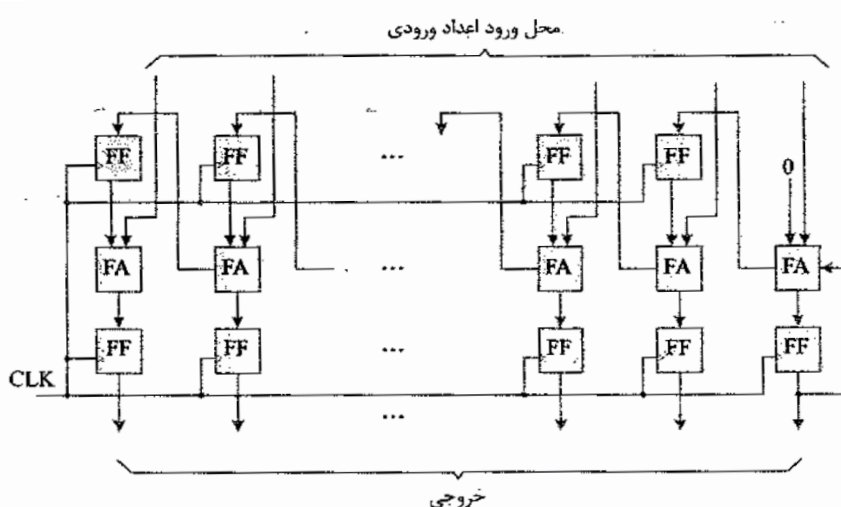 محل ورود اعداد ورودی
FF FF ... FF FF 0
FA FA ... FA FA FA
FF FF ... FF FF FF
CLK
...
خروجی